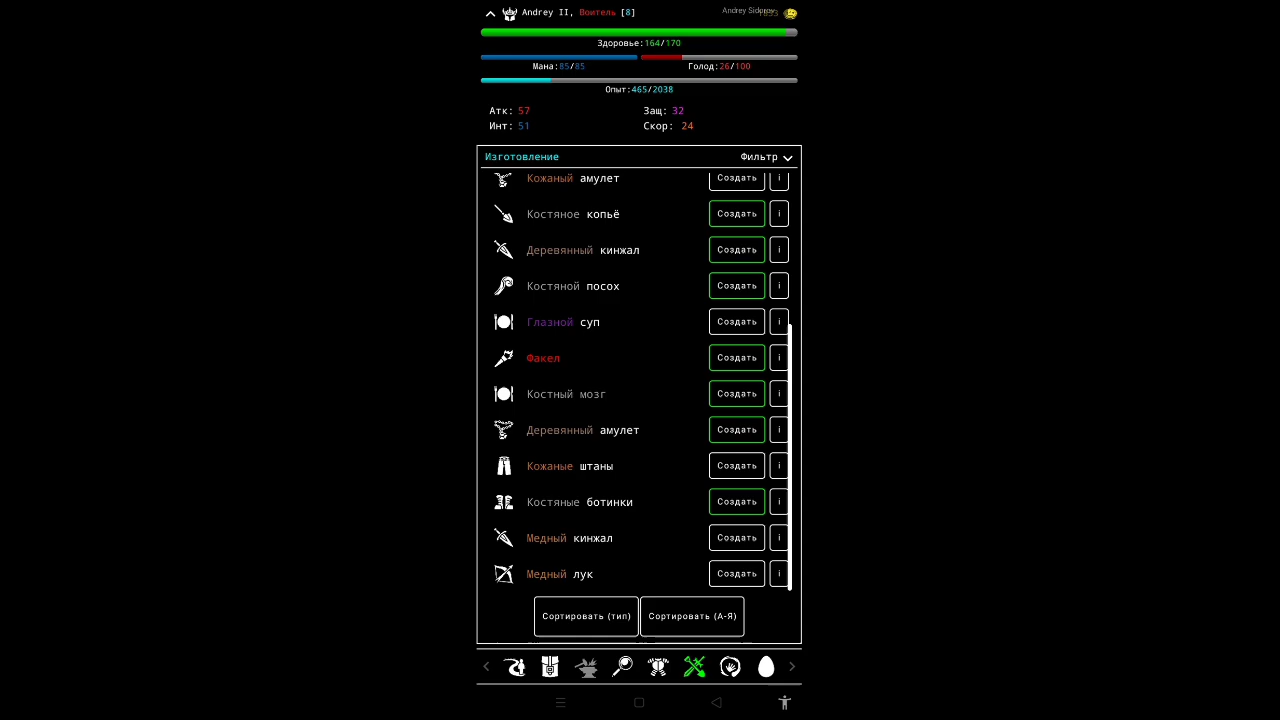 Andrey II, Воитель [8]
Andrey Sidorov
Здоровье:164/170
Мана:85/85 Голод:26/100
Опыт:465/2038
Атк: 57 Защ: 32
Инт: 51 Скор: 24
Изготовление Фильтр
Кожаный амулет Создать i
Костяное копьё Создать i
Деревянный кинжал Создать i
Костяной посох Создать i
Глазной суп Создать i
Факел Создать i
Костный мозг Создать i
Деревянный амулет Создать i
Кожаные штаны Создать i
Костяные ботинки Создать i
Медный кинжал Создать i
Медный лук Создать i
Сортировать (тип) Сортировать (А-Я)